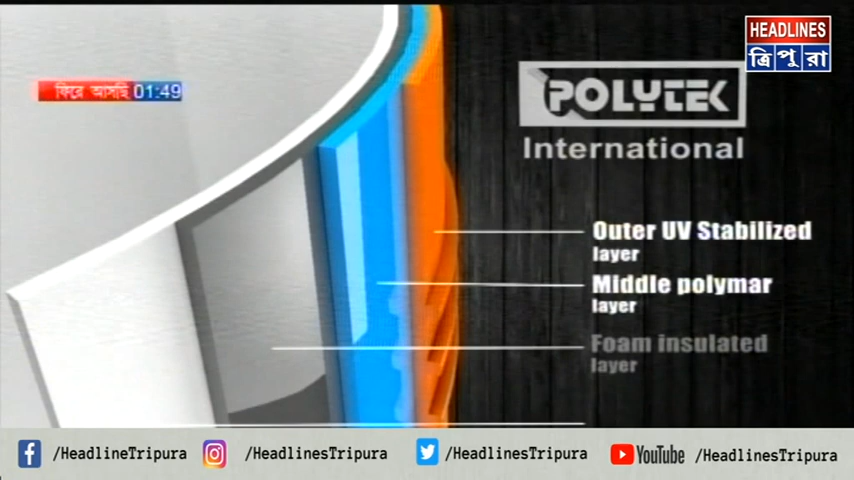 HEADLINES
ত্রিপুরা
ফিরে আসছি 01:49
POLYTEK
International
Outer UV Stabilized
layer
Middle polymar
layer
Foam insulated
layer
/HeadlineTripura
/HeadlinesTripura
/HeadlinesTripura
YouTube /HeadlinesTripura